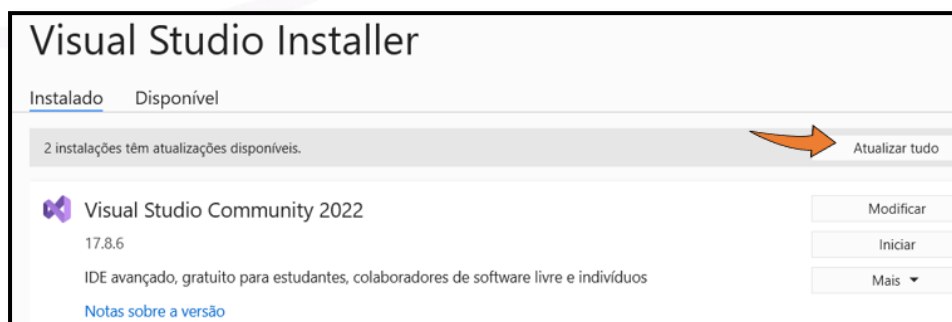 Visual Studio Installer
Instalado Disponível
2 instalações têm atualizações disponíveis. Atualizar tudo
Visual Studio Community 2022 Modificar
17.8.6 Iniciar
IDE avançado, gratuito para estudantes, colaboradores de software livre e indivíduos Mais
Notas sobre a versão